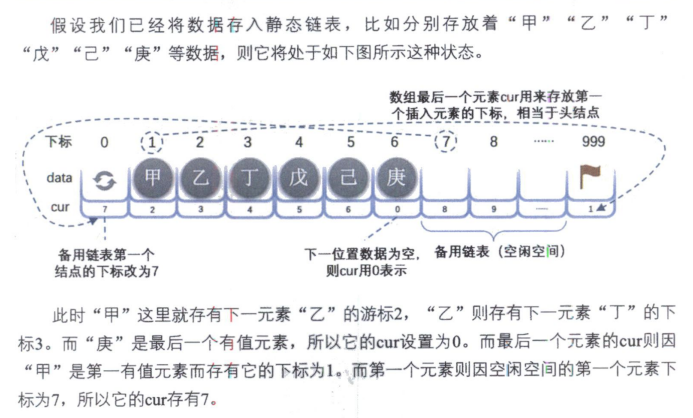 假设我们已经将数据存入静态链表，比如分别存放着“甲”“乙”“丁”
“戊”“己”“庚”等数据，则它将处于如下图所示这种状态。
数组最后一个元素cur用来存放第一
个插入元素的下标，相当于头结点
下标 0 1 2 3 4 5 6 7 8 …… 999
data 甲 乙 丁 戊 己 庚
cur 7 2 3 4 5 6 0 8 9 — 1
备用链表第一个
结点的下标改为7
下一位置数据为空，
则cur用0表示
备用链表（空闲空间）
此时“甲”这里就存有下一元素“乙”的游标2，“乙”则存有下一元素“丁”的下
标3。而“庚”是最后一个有值元素，所以它的cur设置为0。而最后一个元素的cur则因
“甲”是第一有值元素而存有它的下标为1。而第一个元素则因空闲空间的第一个元素下
标为7，所以它的cur存有7。